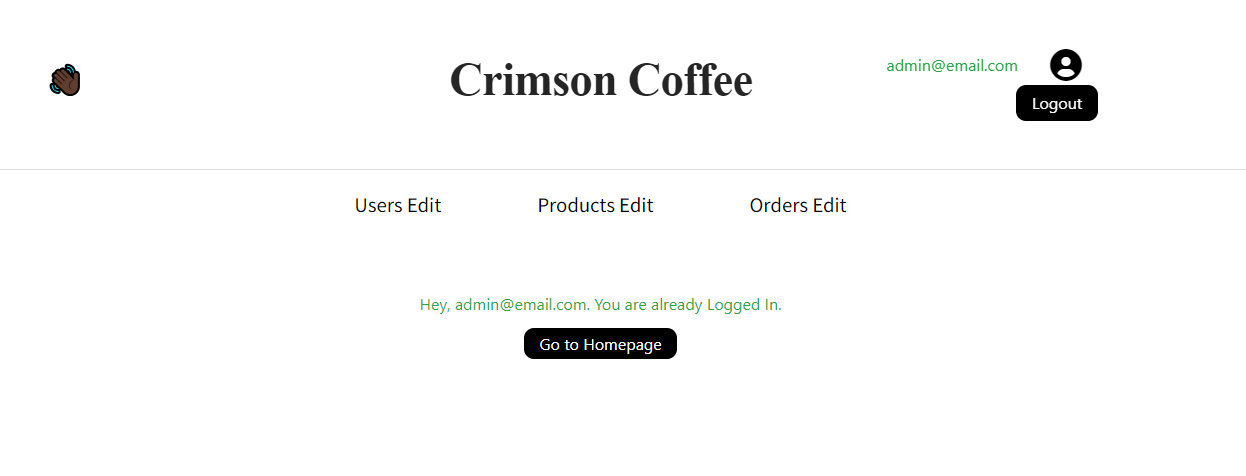 Crimson Coffee
admin@email.com
Logout
Users Edit
Products Edit
Orders Edit
Hey, admin@email.com. You are already Logged In.
Go to Homepage